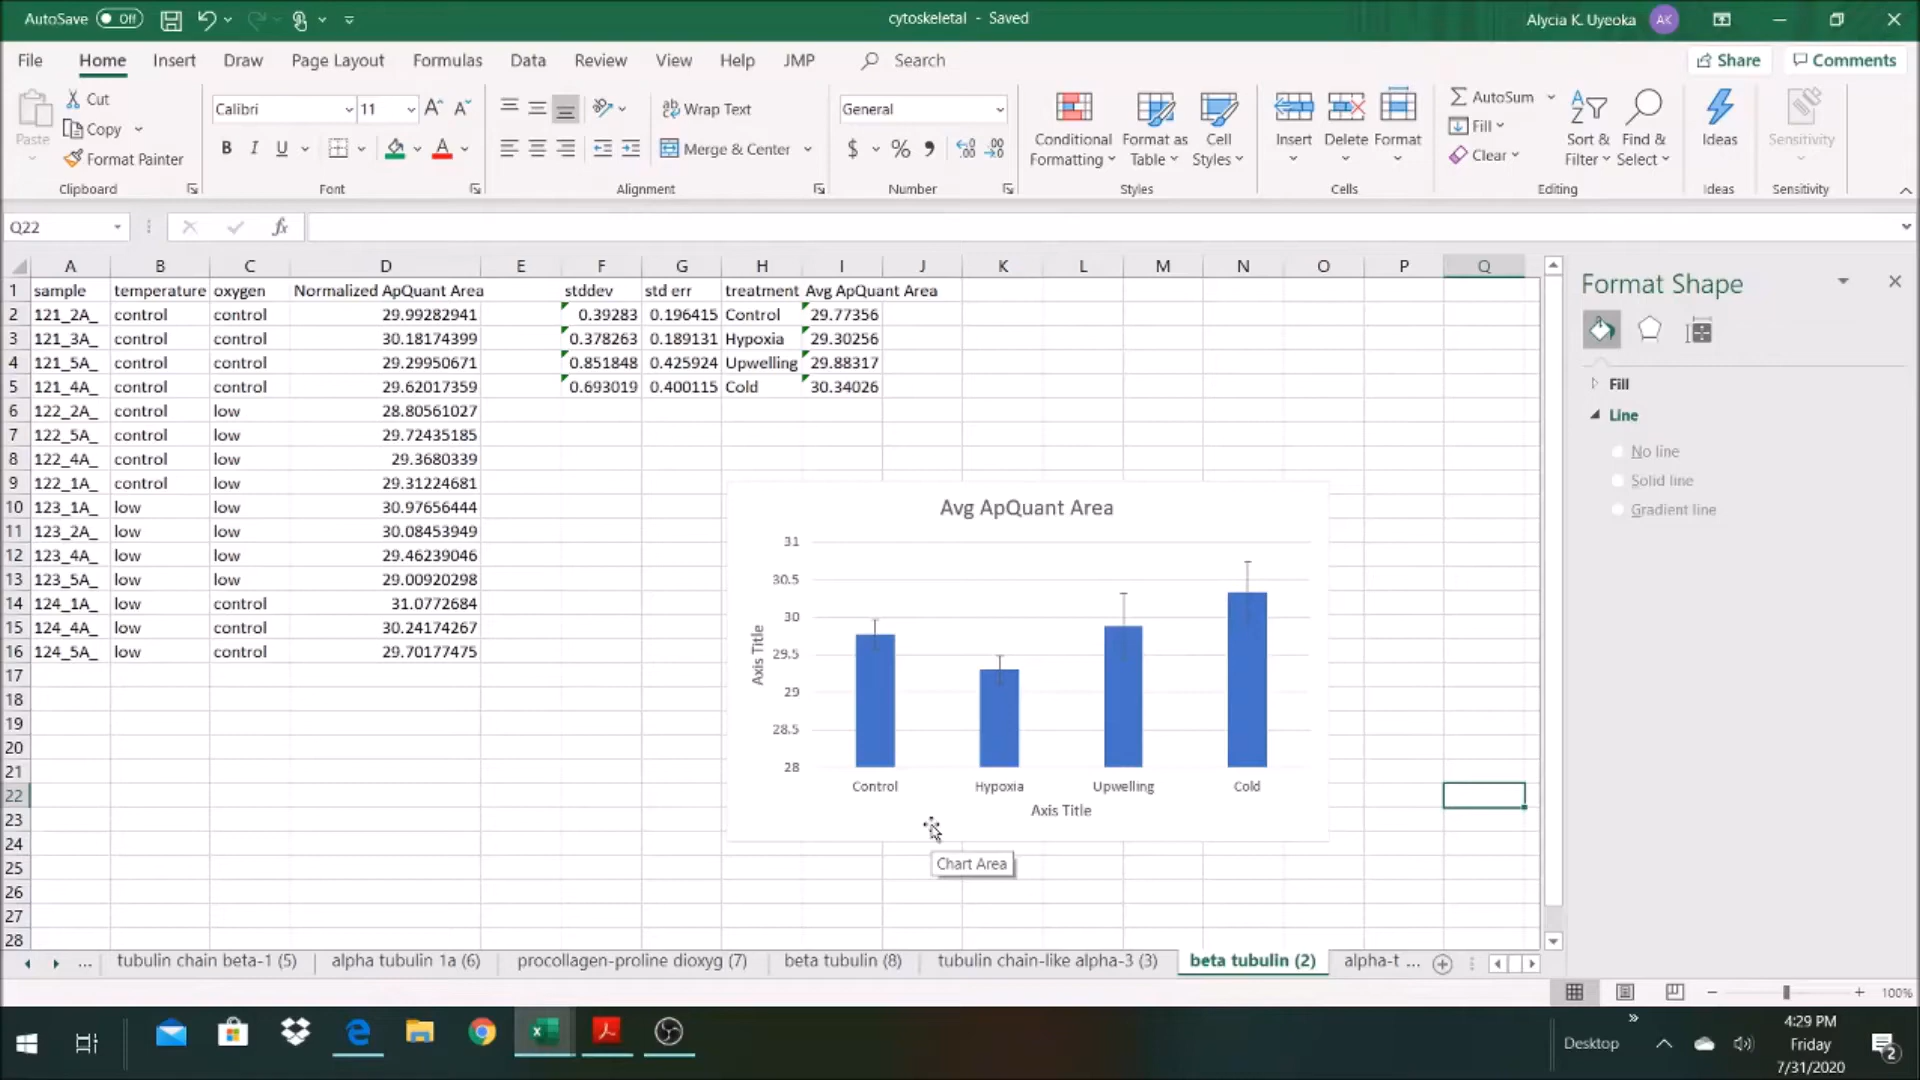 AutoSave Off cytoskeletal - Saved Alycia K. Uyeoka AK
File Home Insert Draw Page Layout Formulas Data Review View Help JMP Search Share Comments
Paste Cut Copy Format Painter Clipboard
Calibri 11 B I U A Font
Wrap Text Merge & Center Alignment
General $ % 9 Number
Conditional Formatting Format as Table Cell Styles Styles
Insert Delete Format Cells
AutoSum Fill Clear Sort & Filter Find & Select Editing
Ideas Ideas
Sensitivity Sensitivity
Q22 fx
A B C D E F G H I J K L M N O P Q
1 sample temperature oxygen Normalized ApQuant Area stddev std err treatment Avg ApQuant Area
2 121_2A_ control control 29.99282941 0.39283 0.196415 Control 29.77356
3 121_3A_ control control 30.18174399 0.378263 0.189131 Hypoxia 29.30256
4 121_5A_ control control 29.29950671 0.851848 0.425924 Upwelling 29.88317
5 121_4A_ control control 29.62017359 0.693019 0.400115 Cold 30.34026
6 122_2A_ control low 28.80561027
7 122_5A_ control low 29.72435185
8 122_4A_ control low 29.3680339
9 122_1A_ control low 29.31224681
10 123_1A_ low low 30.97656444
11 123_2A_ low low 30.08453949
12 123_4A_ low low 29.46239046
13 123_5A_ low low 29.00920298
14 124_1A_ low control 31.0772684
15 124_4A_ low control 30.24174267
16 124_5A_ low control 29.70177475
17
18
19
20
21
22
23
24
25
26
27
28
Avg ApQuant Area
31
30.5
30
29.5
29
28.5
28
Axis Title
Control Hypoxia Upwelling Cold
Axis Title
Chart Area
Format Shape
Fill
Line
No line
Solid line
Gradient line
... tubulin chain beta-1 (5) alpha tubulin 1a (6) procollagen-proline dioxyg (7) beta tubulin (8) tubulin chain-like alpha-3 (3) beta tubulin (2) alpha-t ...
100%
Desktop
4:29 PM
Friday
7/31/2020
2